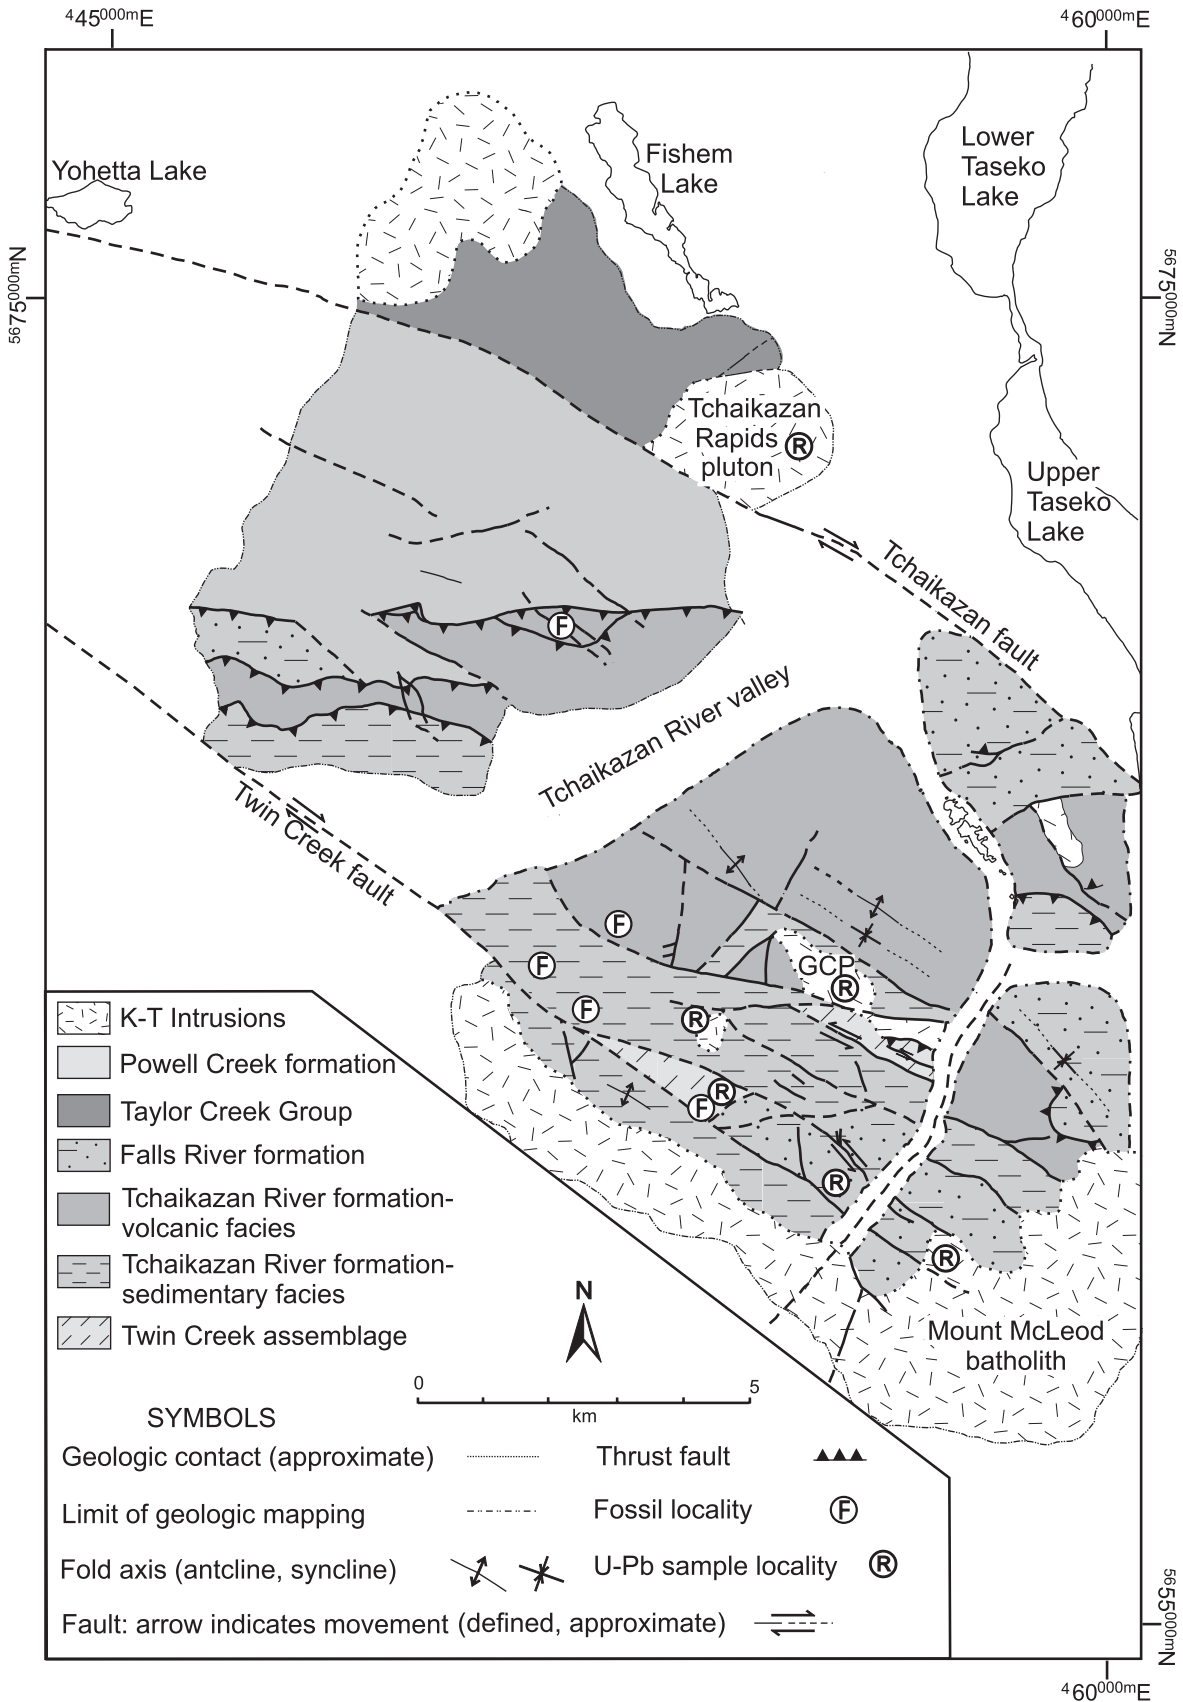 445000mE
460000mE
Yohetta Lake
Fishem
Lake
Lower
Taseko
Lake
5675000mN
5675000mN
Tchaikazan
Rapids
pluton
R
Upper
Taseko
Lake
Tchaikazan fault
F
Tchaikazan River valley
Twin Creek fault
F
F
GCP
R
F
R
R
F
R
R
Mount McLeod
batholith
K-T Intrusions
Powell Creek formation
Taylor Creek Group
Falls River formation
Tchaikazan River formation-
volcanic facies
Tchaikazan River formation-
sedimentary facies
Twin Creek assemblage
N
0 5
km
SYMBOLS
Geologic contact (approximate)
Thrust fault
Limit of geologic mapping
Fossil locality F
Fold axis (antcline, syncline)
U-Pb sample locality R
Fault: arrow indicates movement (defined, approximate)
5655000mN
460000mE